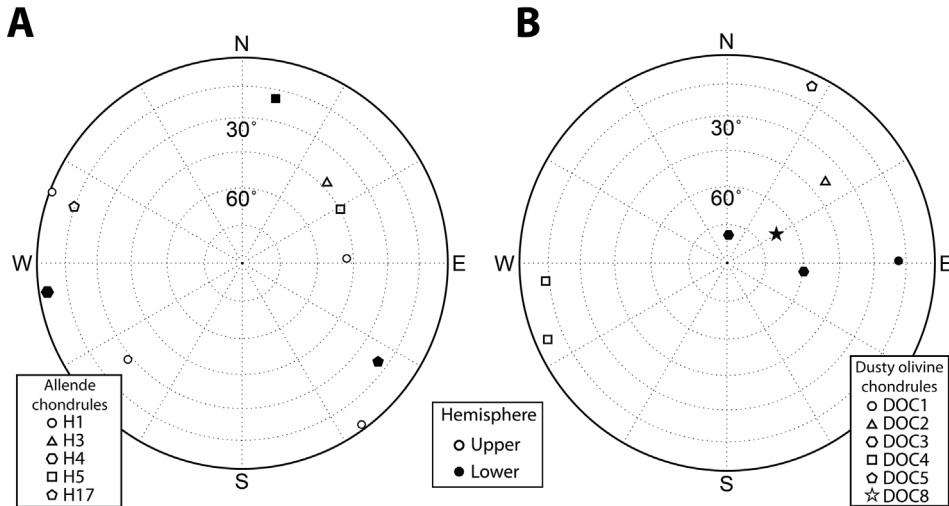 A
B
N
N
30°
30°
60°
60°
W
E
W
E
S
S
Allende
chondrules
H1
H3
H4
H5
H17
Hemisphere
Upper
Lower
Dusty olivine
chondrules
DOC1
DOC2
DOC3
DOC4
DOC5
DOC8